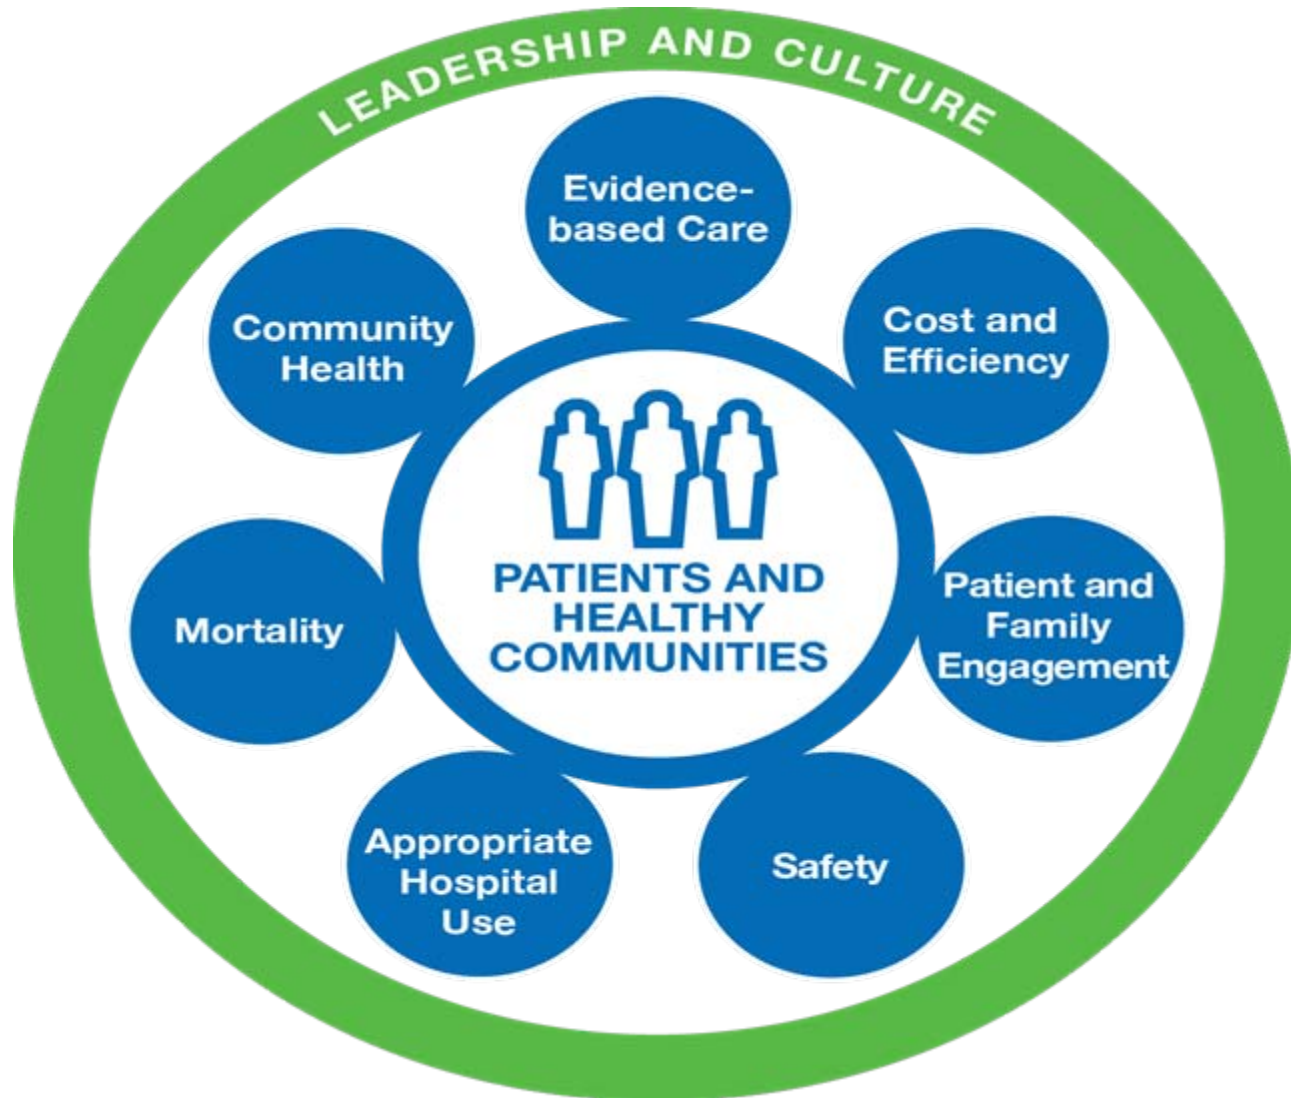 LEADERSHIP AND CULTURE
Evidence-
based Care
Community
Health
Cost and
Efficiency
PATIENTS AND
HEALTHY
COMMUNITIES
Mortality
Patient and
Family
Engagement
Appropriate
Hospital
Use
Safety